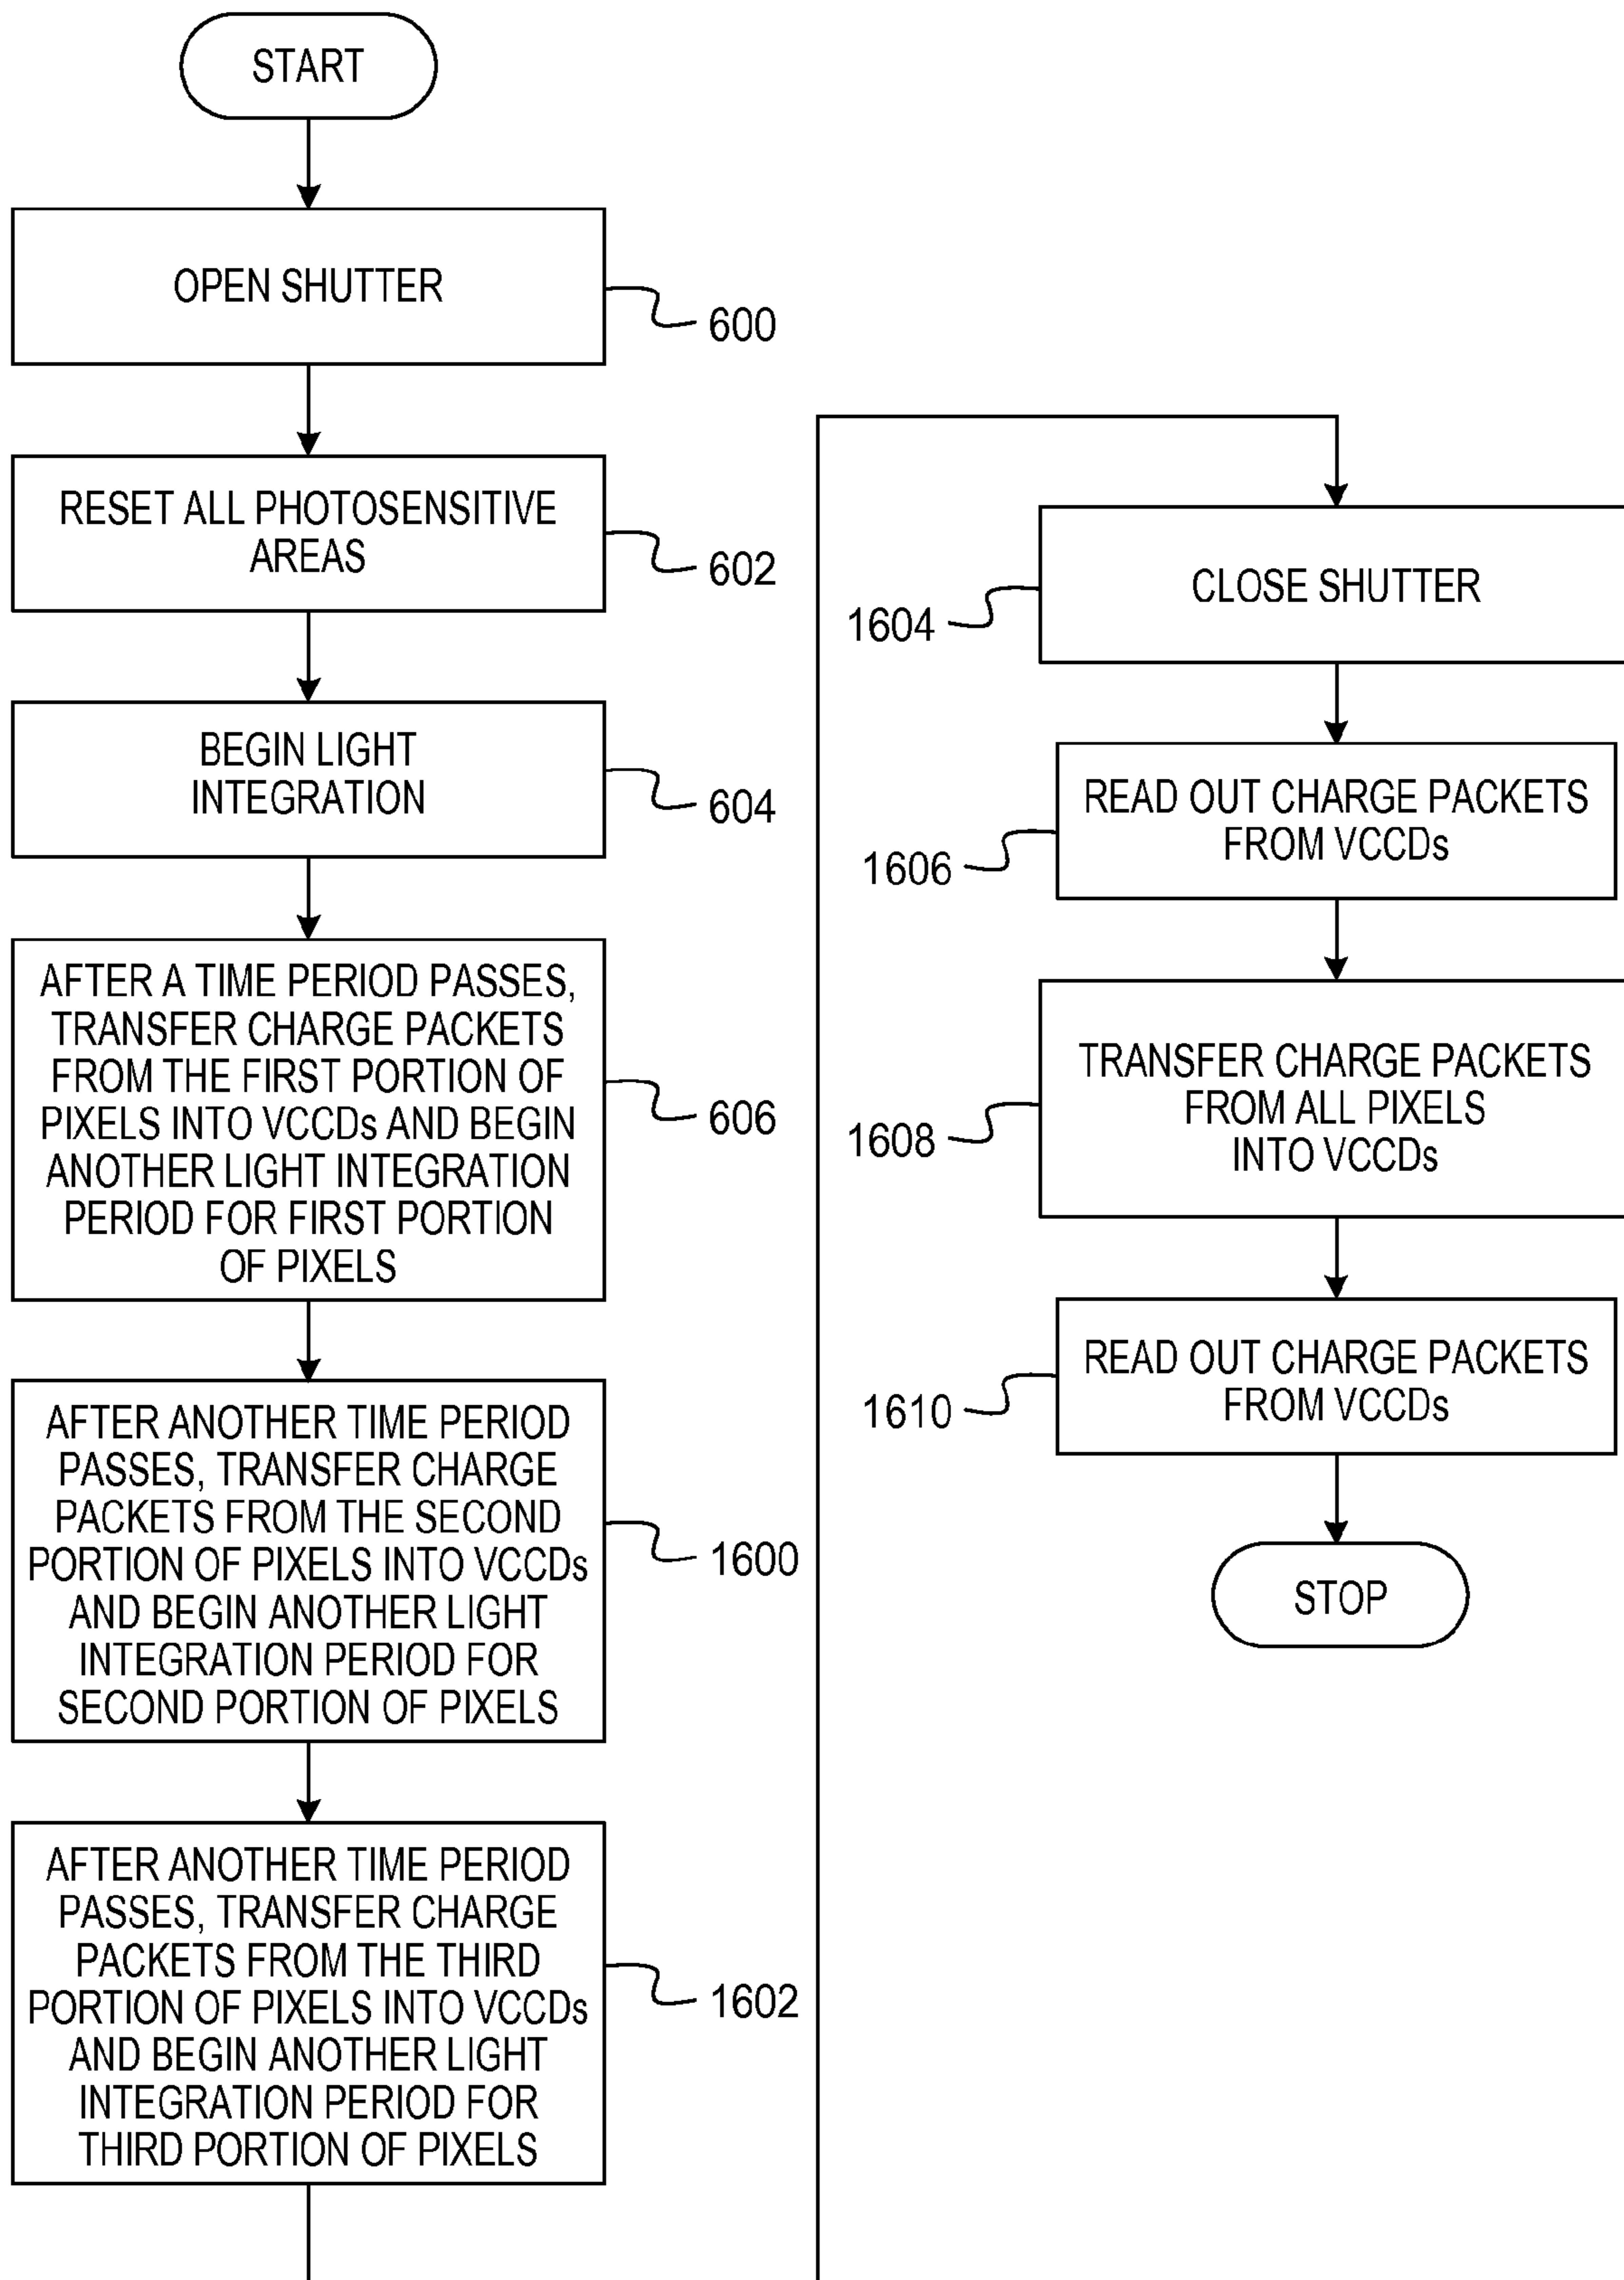 START
OPEN SHUTTER
600
RESET ALL PHOTOSENSITIVE
AREAS
602
BEGIN LIGHT
INTEGRATION
604
AFTER A TIME PERIOD PASSES,
TRANSFER CHARGE PACKETS
FROM THE FIRST PORTION OF
PIXELS INTO VCCDs AND BEGIN
ANOTHER LIGHT INTEGRATION
PERIOD FOR FIRST PORTION
OF PIXELS
606
AFTER ANOTHER TIME PERIOD
PASSES, TRANSFER CHARGE
PACKETS FROM THE SECOND
PORTION OF PIXELS INTO VCCDs
AND BEGIN ANOTHER LIGHT
INTEGRATION PERIOD FOR
SECOND PORTION OF PIXELS
1600
AFTER ANOTHER TIME PERIOD
PASSES, TRANSFER CHARGE
PACKETS FROM THE THIRD
PORTION OF PIXELS INTO VCCDs
AND BEGIN ANOTHER LIGHT
INTEGRATION PERIOD FOR
THIRD PORTION OF PIXELS
1602
CLOSE SHUTTER
1604
READ OUT CHARGE PACKETS
FROM VCCDs
1606
TRANSFER CHARGE PACKETS
FROM ALL PIXELS
INTO VCCDs
1608
READ OUT CHARGE PACKETS
FROM VCCDs
1610
STOP